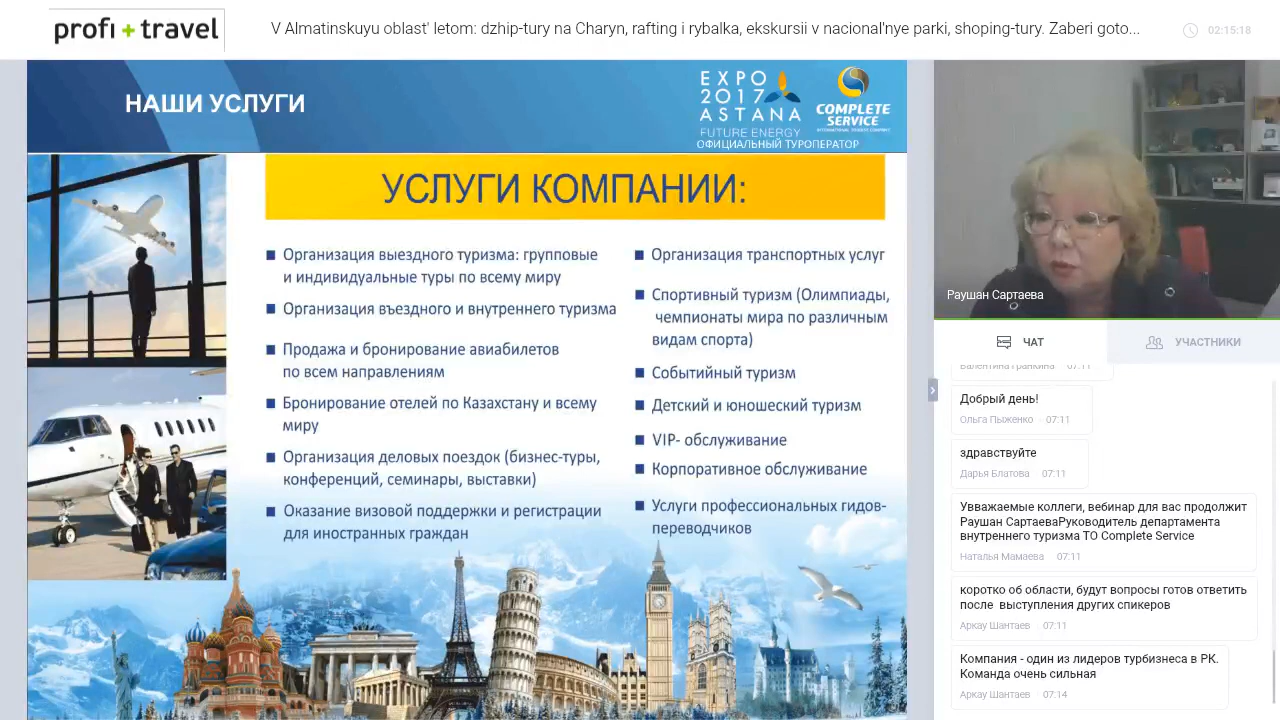 profi + travel
V Almatinskuyu oblast' letom: dzhip-tury na Charyn, rafting i rybalka, ekskursii v nacional'nye parki, shoping-tury. Zaberi goto...
02:15:18
НАШИ УСЛУГИ
EXPO
2017
ASTANA
FUTURE ENERGY
COMPLETE
SERVICE
ОФИЦИАЛЬНЫЙ ТУРОПЕРАТОР
УСЛУГИ КОМПАНИИ:
Организация выездного туризма: групповые
и индивидуальные туры по всему миру
Организация въездного и внутреннего туризма
Продажа и бронирование авиабилетов
по всем направлениям
Бронирование отелей по Казахстану и всему
миру
Организация деловых поездок (бизнес-туры,
конференций, семинары, выставки)
Оказание визовой поддержки и регистрации
для иностранных граждан
Организация транспортных услуг
Спортивный туризм (Олимпиады,
чемпионаты мира по различным
видам спорта)
Событийный туризм
Детский и юношеский туризм
VIP- обслуживание
Корпоративное обслуживание
Услуги профессиональных гидов-
переводчиков
Раушан Сартаева
ЧАТ
УЧАСТНИКИ
Валентина Гранкина 07:11
Добрый день!
Ольга Пыженко - 07:11
здравствуйте
Дарья Блатова 07:11
Увважаемые коллеги, вебинар для вас продолжит
Раушан СартаеваРуководитель департамента
внутреннего туризма ТО Complete Service
Наталья Мамаева 07:11
коротко об области, будут вопросы готов ответить
после выступления других спикеров
Аркау Шантаев 07:11
Компания - один из лидеров турбизнеса в РК.
Команда очень сильная
Аркау Шантаев 07:14